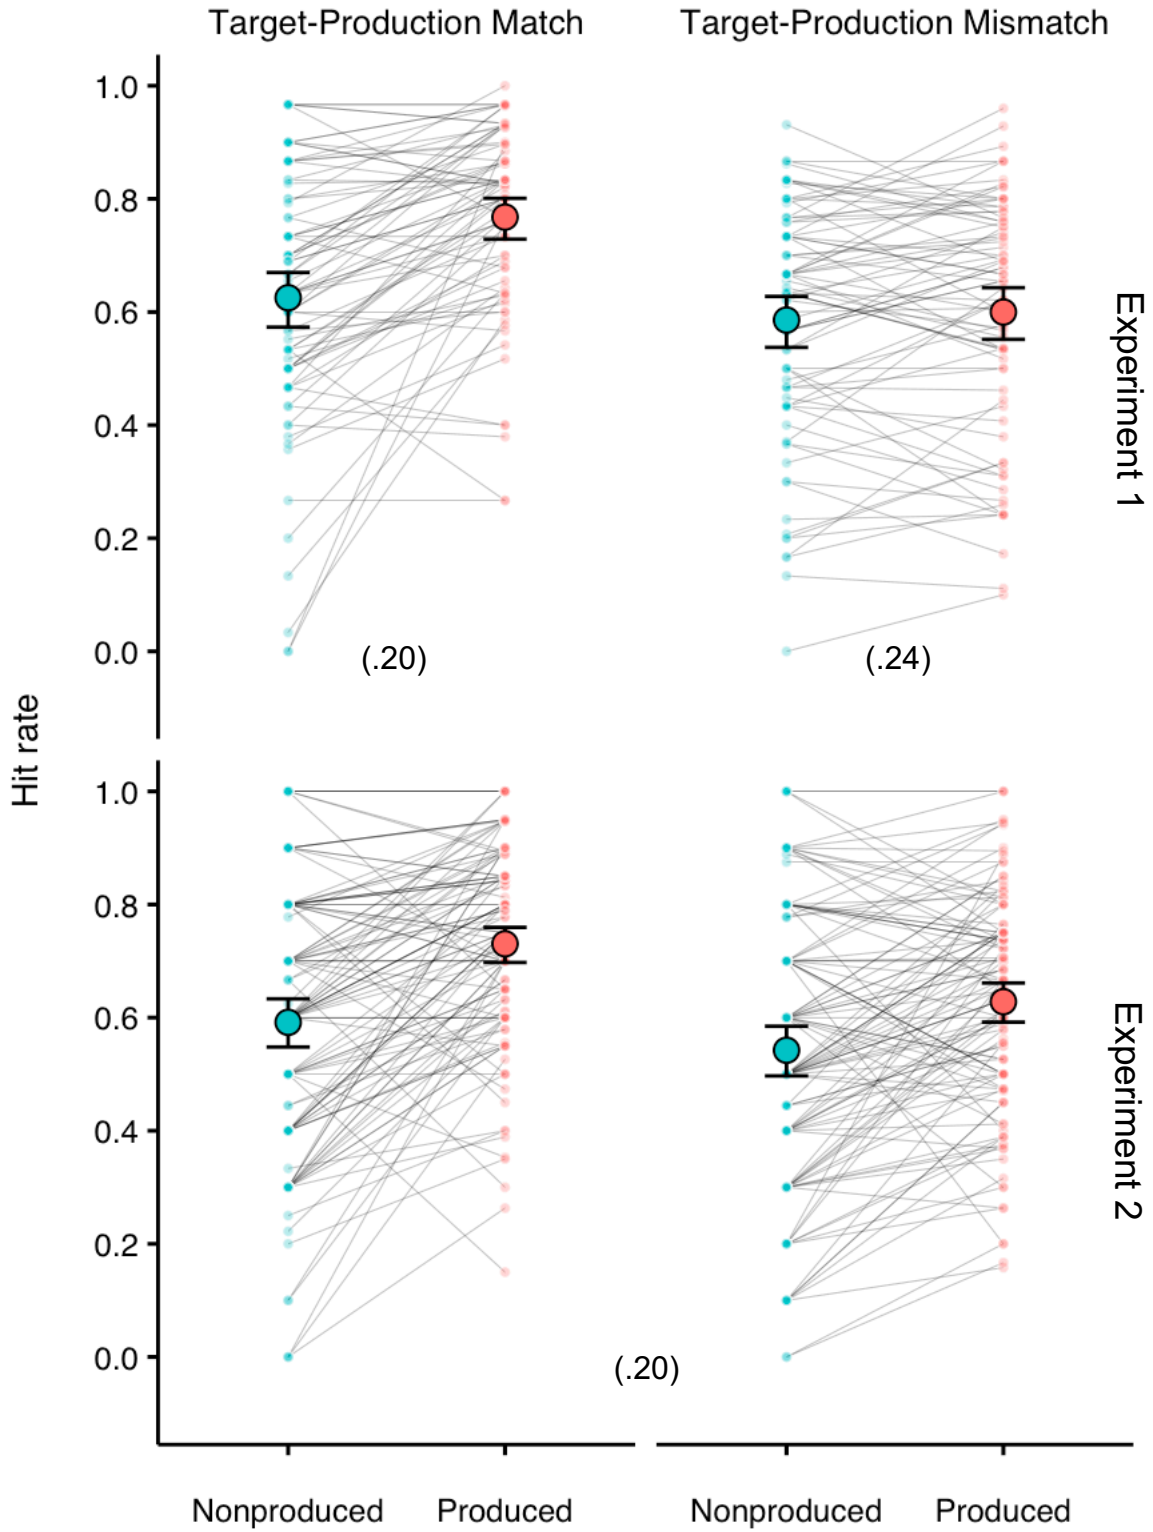 Target-Production Match
Target-Production Mismatch
1.0
0.8
0.6
0.4
0.2
0.0
(.20)
(.24)
Experiment 1
Hit rate
1.0
0.8
0.6
0.4
0.2
0.0
(.20)
Experiment 2
Nonproduced
Produced
Nonproduced
Produced